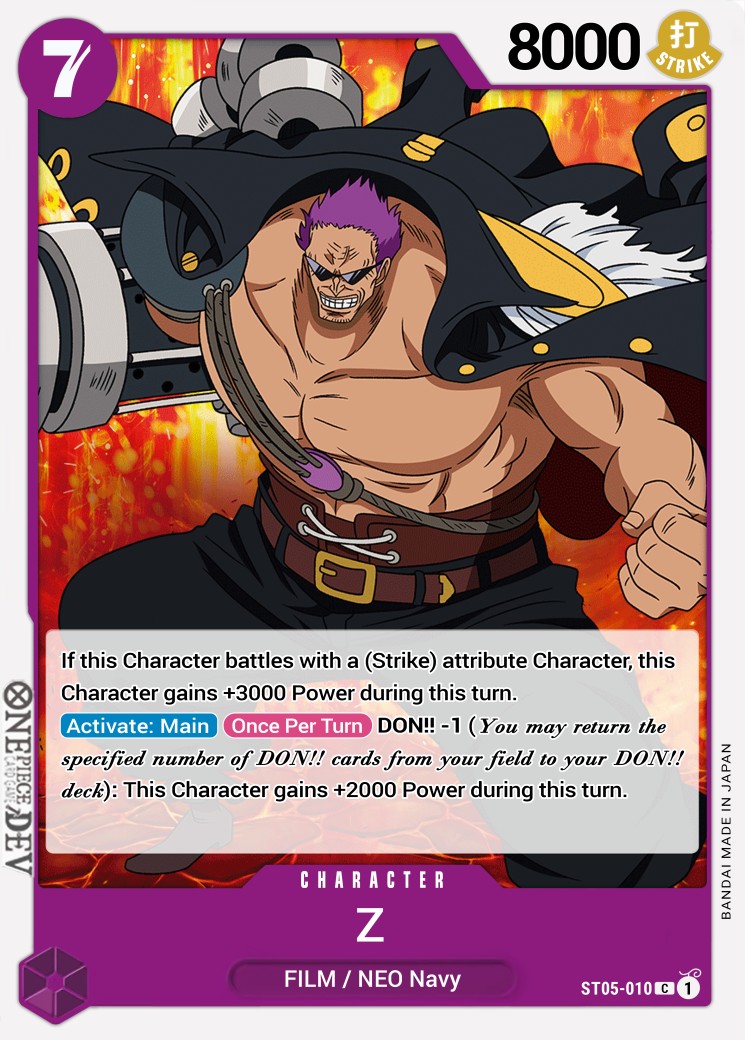 7
8000
打
STRIKE
If this Character battles with a (Strike) attribute Character, this
Character gains +3000 Power during this turn.
Activate: Main Once Per Turn DON!! -1 (You may return the
specified number of DON!! cards from your field to your DON!!
deck): This Character gains +2000 Power during this turn.
ONE PIECE
CARD GAME
.DEV
BANDAI MADE IN JAPAN
CHARACTER
Z
FILM / NEO Navy
ST05-010 C 1